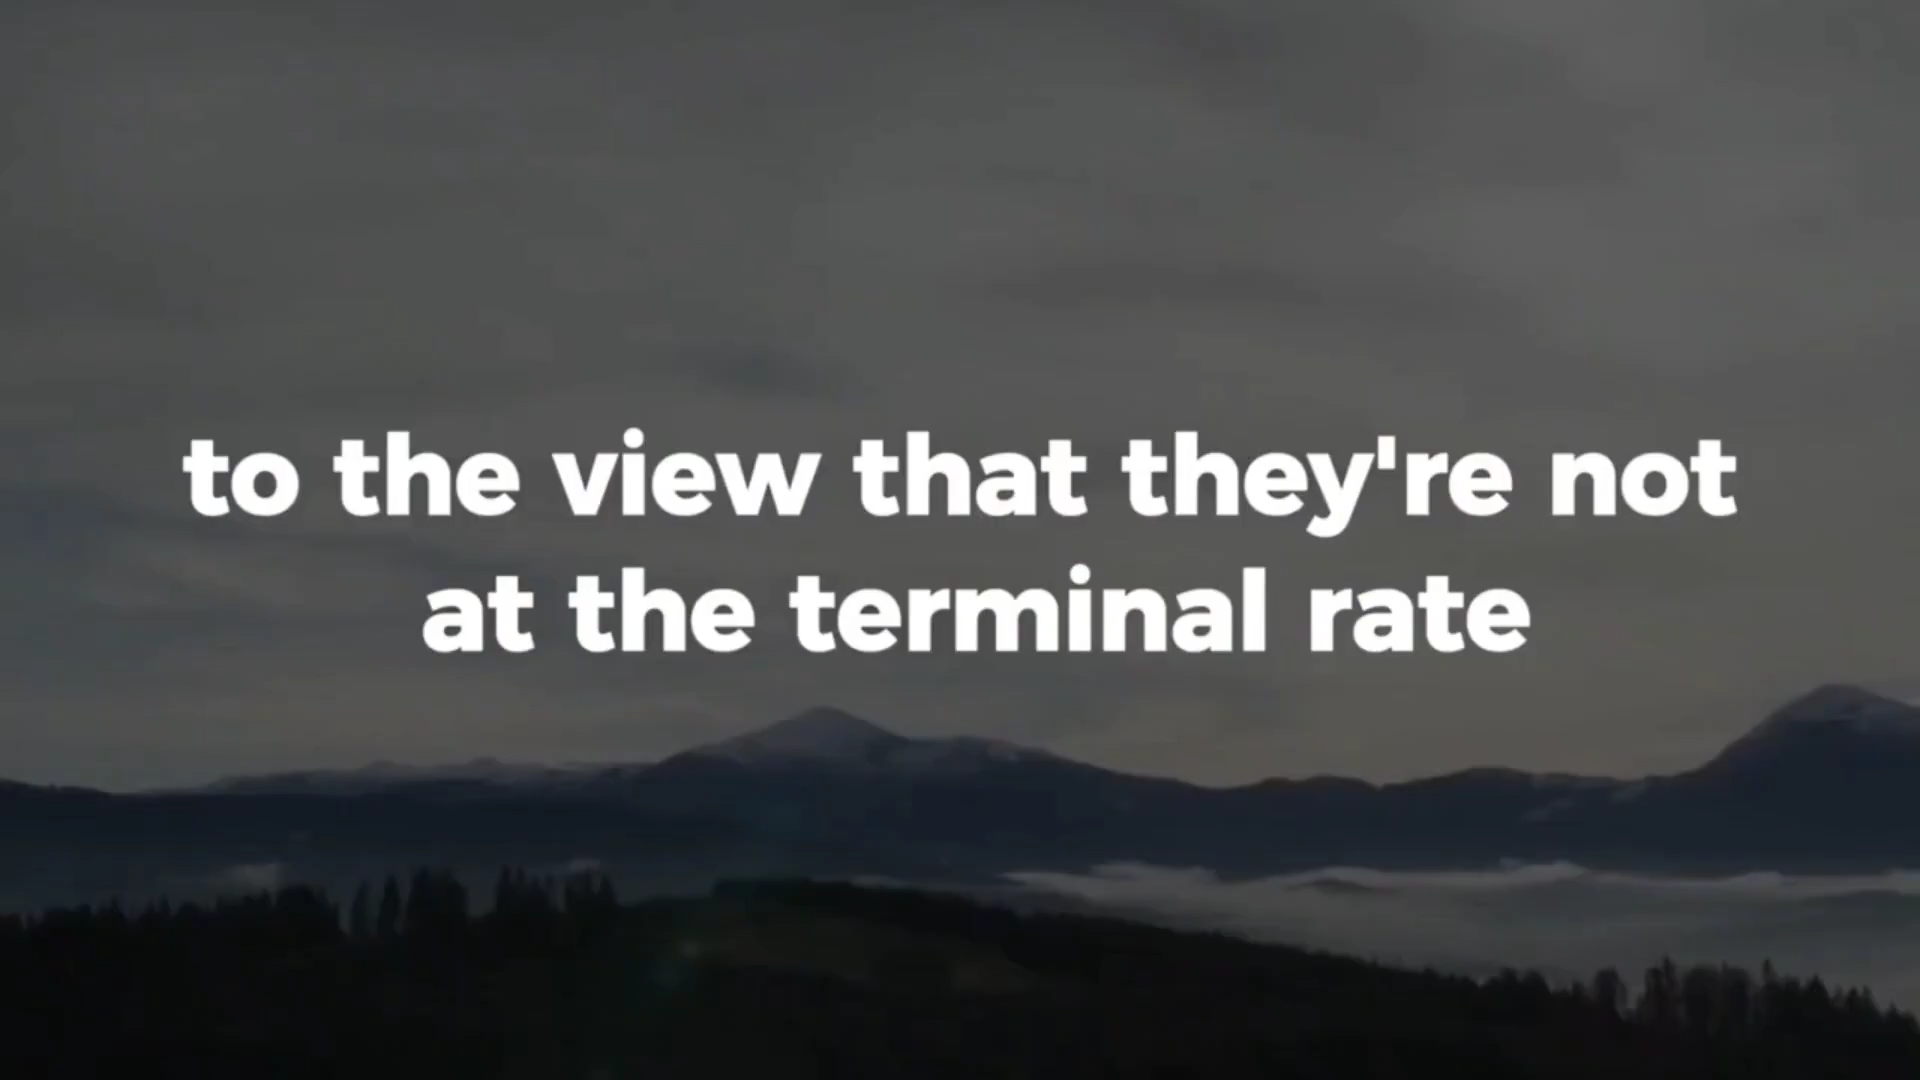 to the view that they're not
at the terminal rate